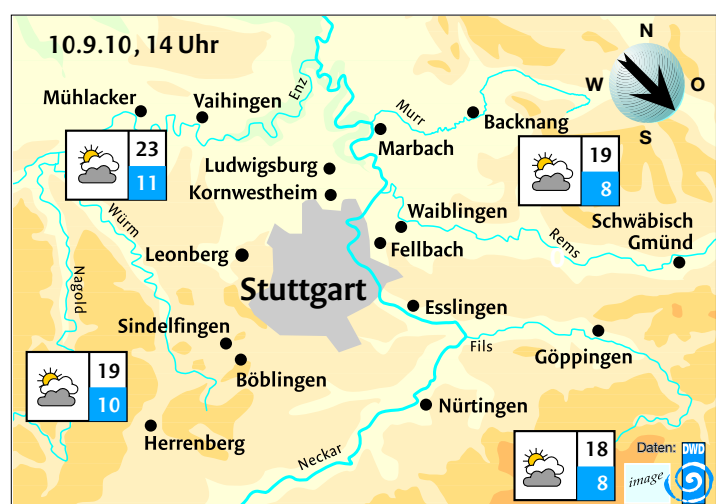 10.9.10, 14 Uhr
N
W
O
S
Mühlacker
Vaihingen
Enz
Murr
Backnang
Marbach
23
11
19
8
Ludwigsburg
Kornwestheim
Waiblingen
Schwäbisch
Gmünd
Würm
Rems
Leonberg
Fellbach
Nagold
Stuttgart
Esslingen
Sindelfingen
Fils
Göppingen
19
10
Böblingen
Nürtingen
Herrenberg
Neckar
18
8
Daten: DWD
image